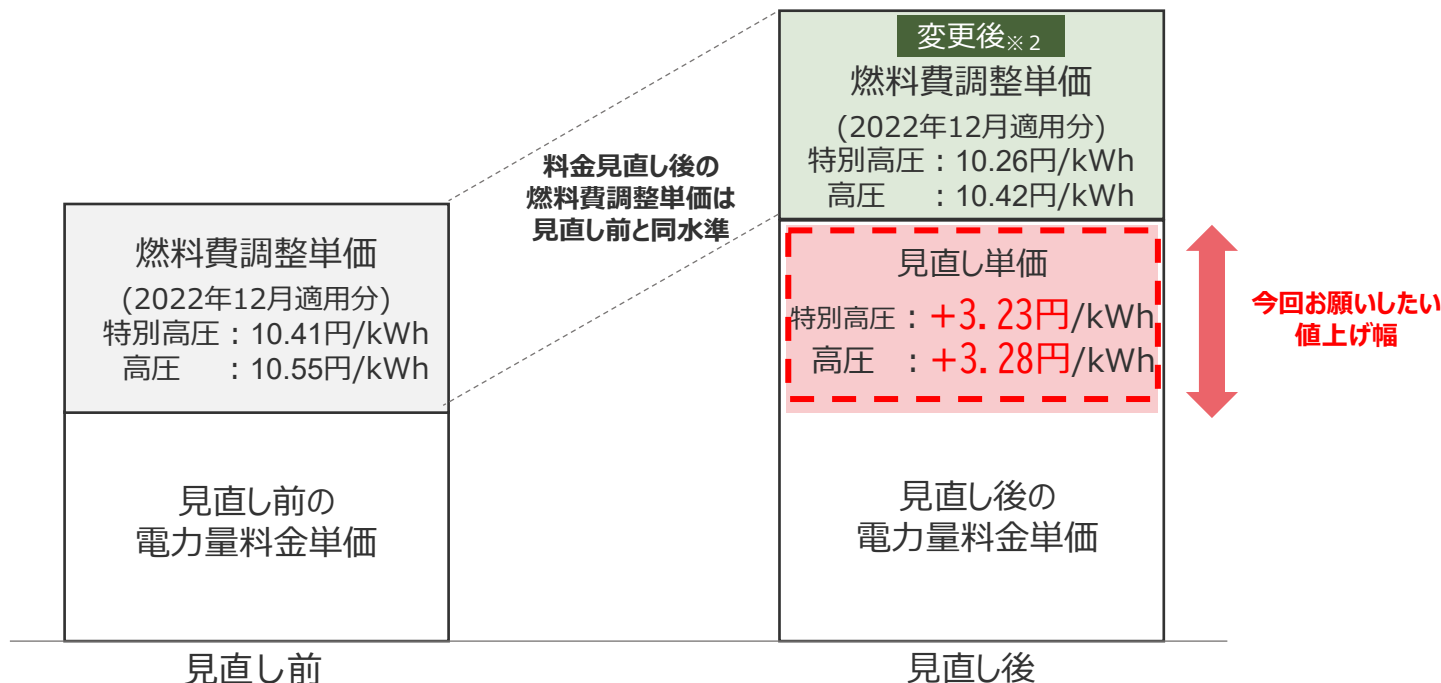 燃料費調整単価
(2022年12月適用分)
特別高圧：10.41円/kWh
高圧　：10.55円/kWh
見直し前の
電力量料金単価
見直し前
料金見直し後の
燃料費調整単価は
見直し前と同水準
変更後※2
燃料費調整単価
(2022年12月適用分)
特別高圧：10.26円/kWh
高圧　：10.42円/kWh
見直し単価
特別高圧：＋3.23円/kWh
高圧　：＋3.28円/kWh
見直し後の
電力量料金単価
見直し後
今回お願いしたい
値上げ幅